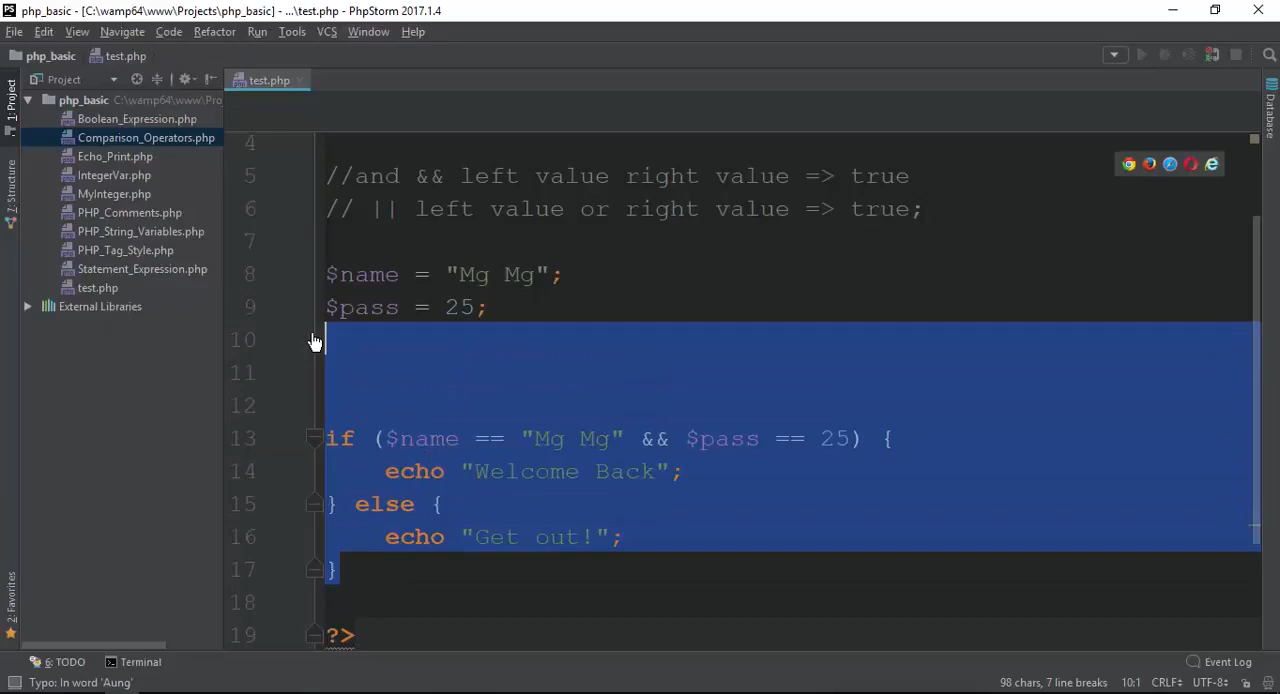 php_basic - [C:\wamp64\www\Projects\php_basic] - ...\test.php - PhpStorm 2017.1.4
File Edit View Navigate Code Refactor Run Tools VCS Window Help
php_basic test.php
1: Project
Z: Structure
2: Favorites
Project
php_basic C:\wamp64\www\Pro
Boolean_Expression.php
Comparison_Operators.php
Echo_Print.php
IntegerVar.php
MyInteger.php
PHP_Comments.php
PHP_String_Variables.php
PHP_Tag_Style.php
Statement_Expression.php
test.php
External Libraries
test.php
4
5 //and && left value right value => true
6 // || left value or right value => true;
7
8 $name = "Mg Mg";
9 $pass = 25;
10
11
12
13 if ($name == "Mg Mg" && $pass == 25) {
14 echo "Welcome Back";
15 } else {
16 echo "Get out!";
17 }
18
19 ?>
Database
6: TODO Terminal Event Log
Typo: In word 'Aung' 98 chars, 7 line breaks 10:1 CRLF UTF-8